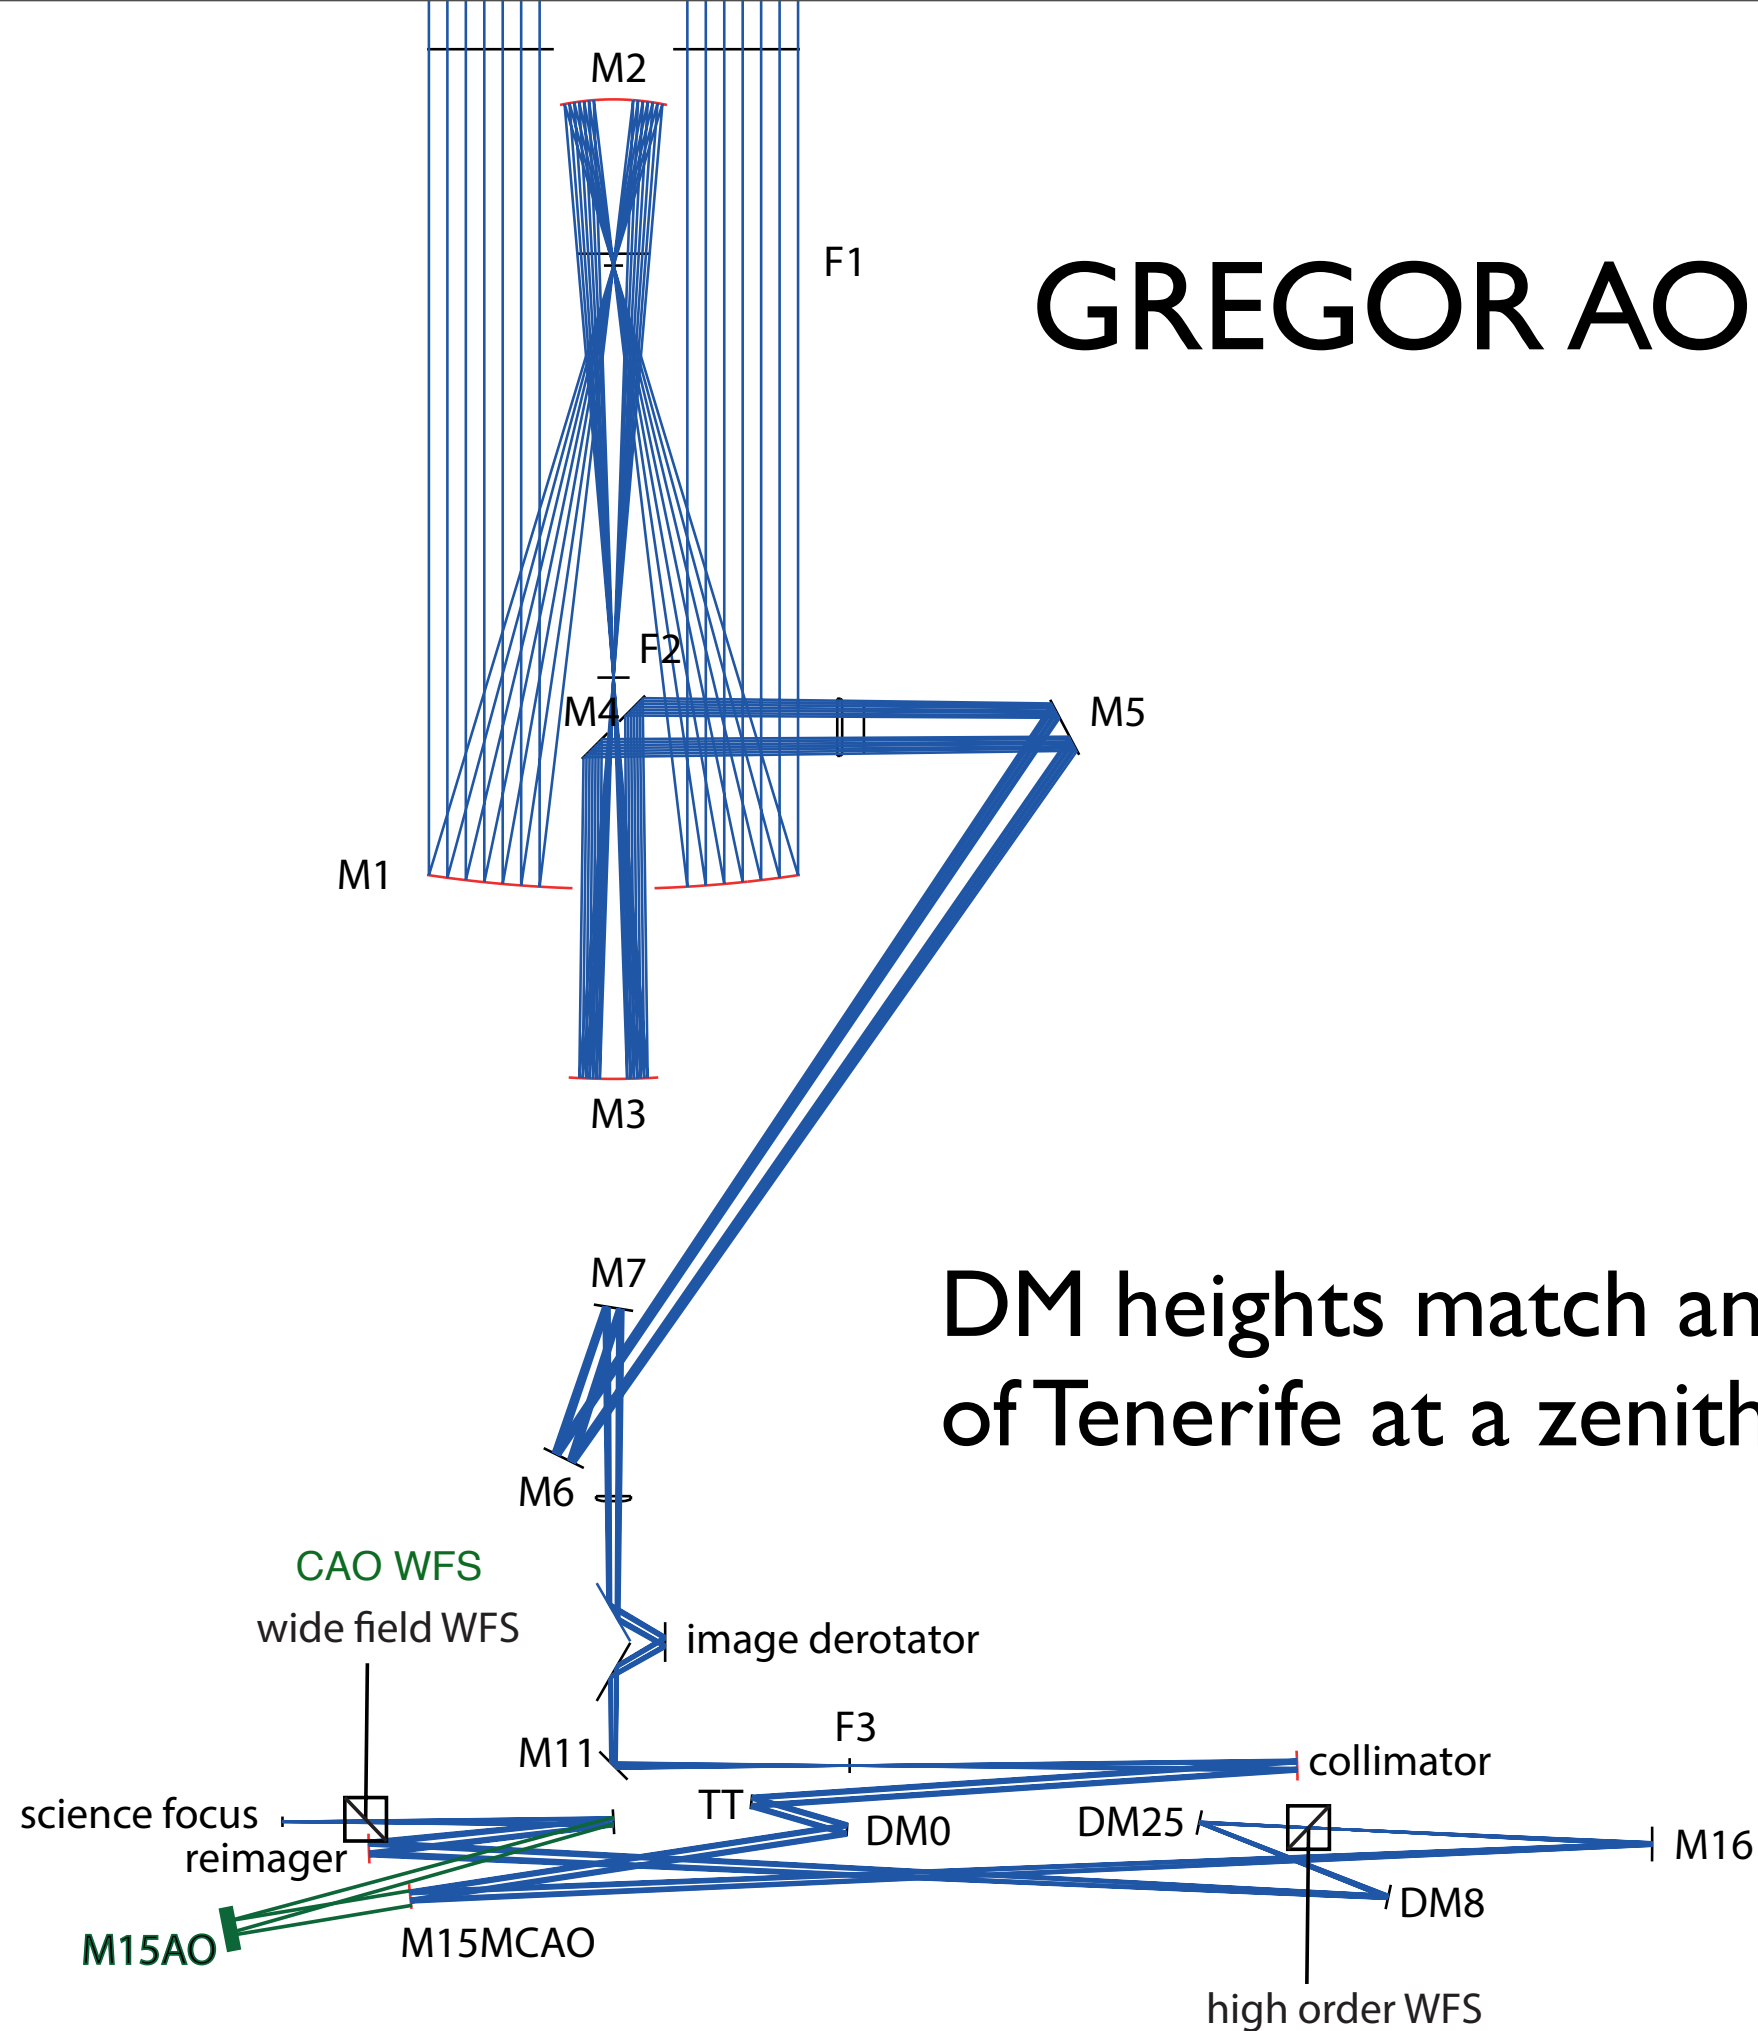 M2
F1
GREGOR AO
F2
M4
M5
M1
M3
M7
DM heights match an
of Tenerife at a zenith
M6
CAO WFS
wide field WFS
image derotator
F3
M11
collimator
science focus
TT
DM0
DM25
M16
reimager
DM8
M15AO
M15MCAO
high order WFS